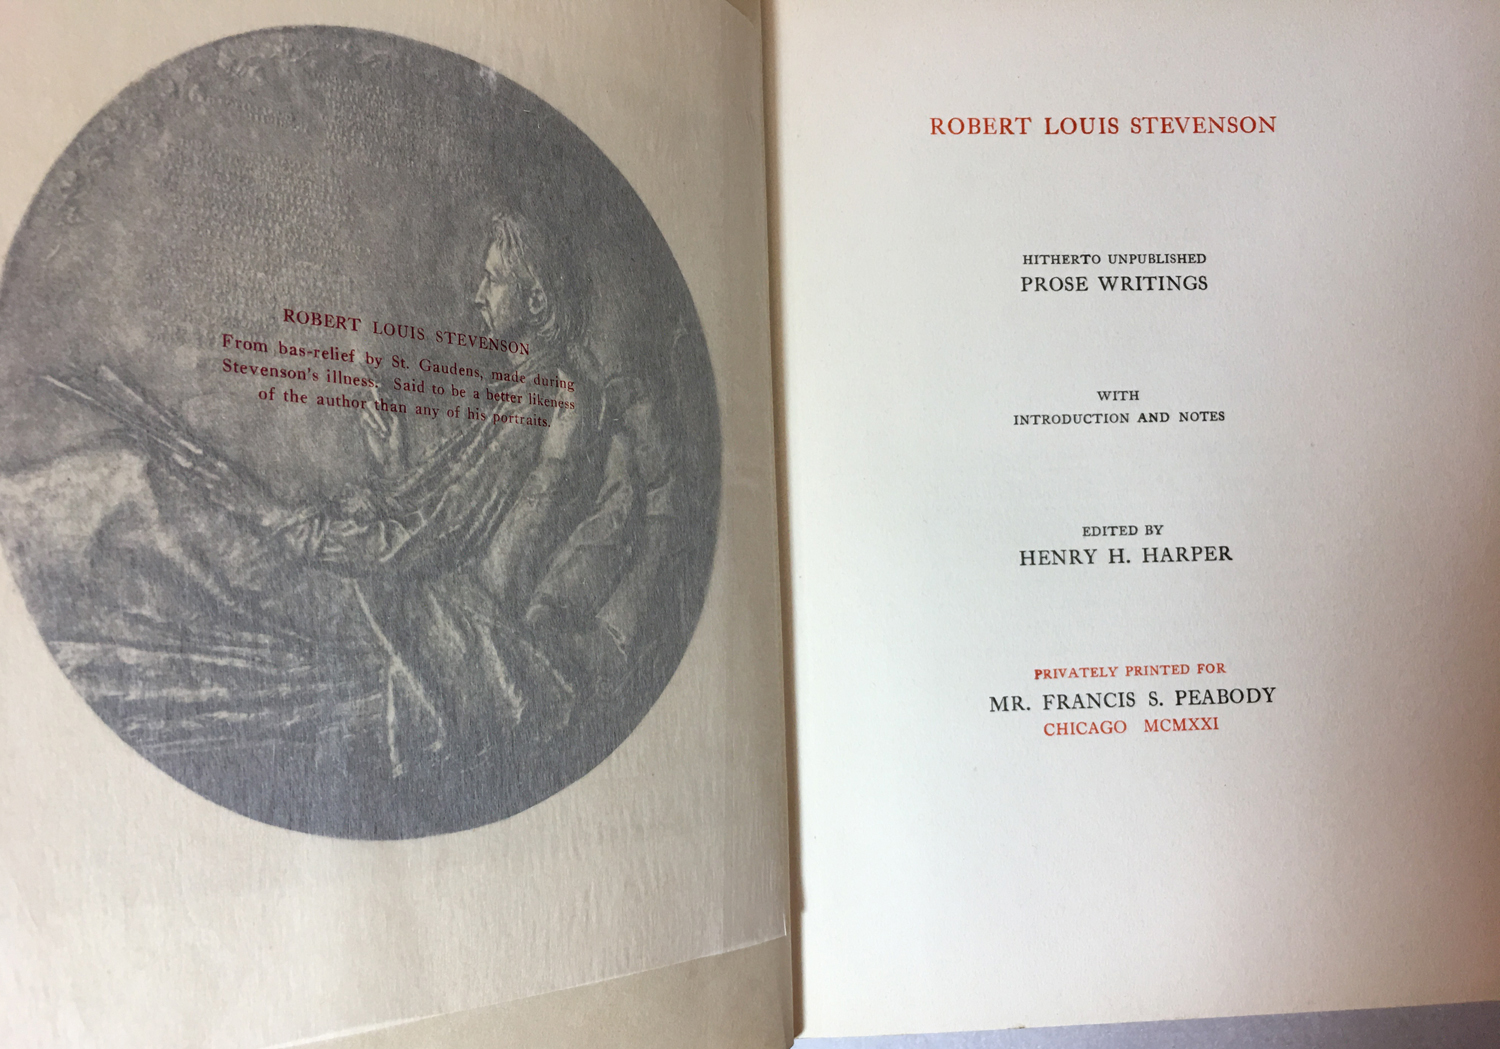 ROBERT LOUIS STEVENSON
From bas-relief by St. Gaudens, made during
Stevenson's illness. Said to be a better likeness
of the author than any of his portraits.
ROBERT LOUIS STEVENSON
HITHERTO UNPUBLISHED
PROSE WRITINGS
WITH
INTRODUCTION AND NOTES
EDITED BY
HENRY H. HARPER
PRIVATELY PRINTED FOR
MR. FRANCIS S. PEABODY
CHICAGO MCMXXI